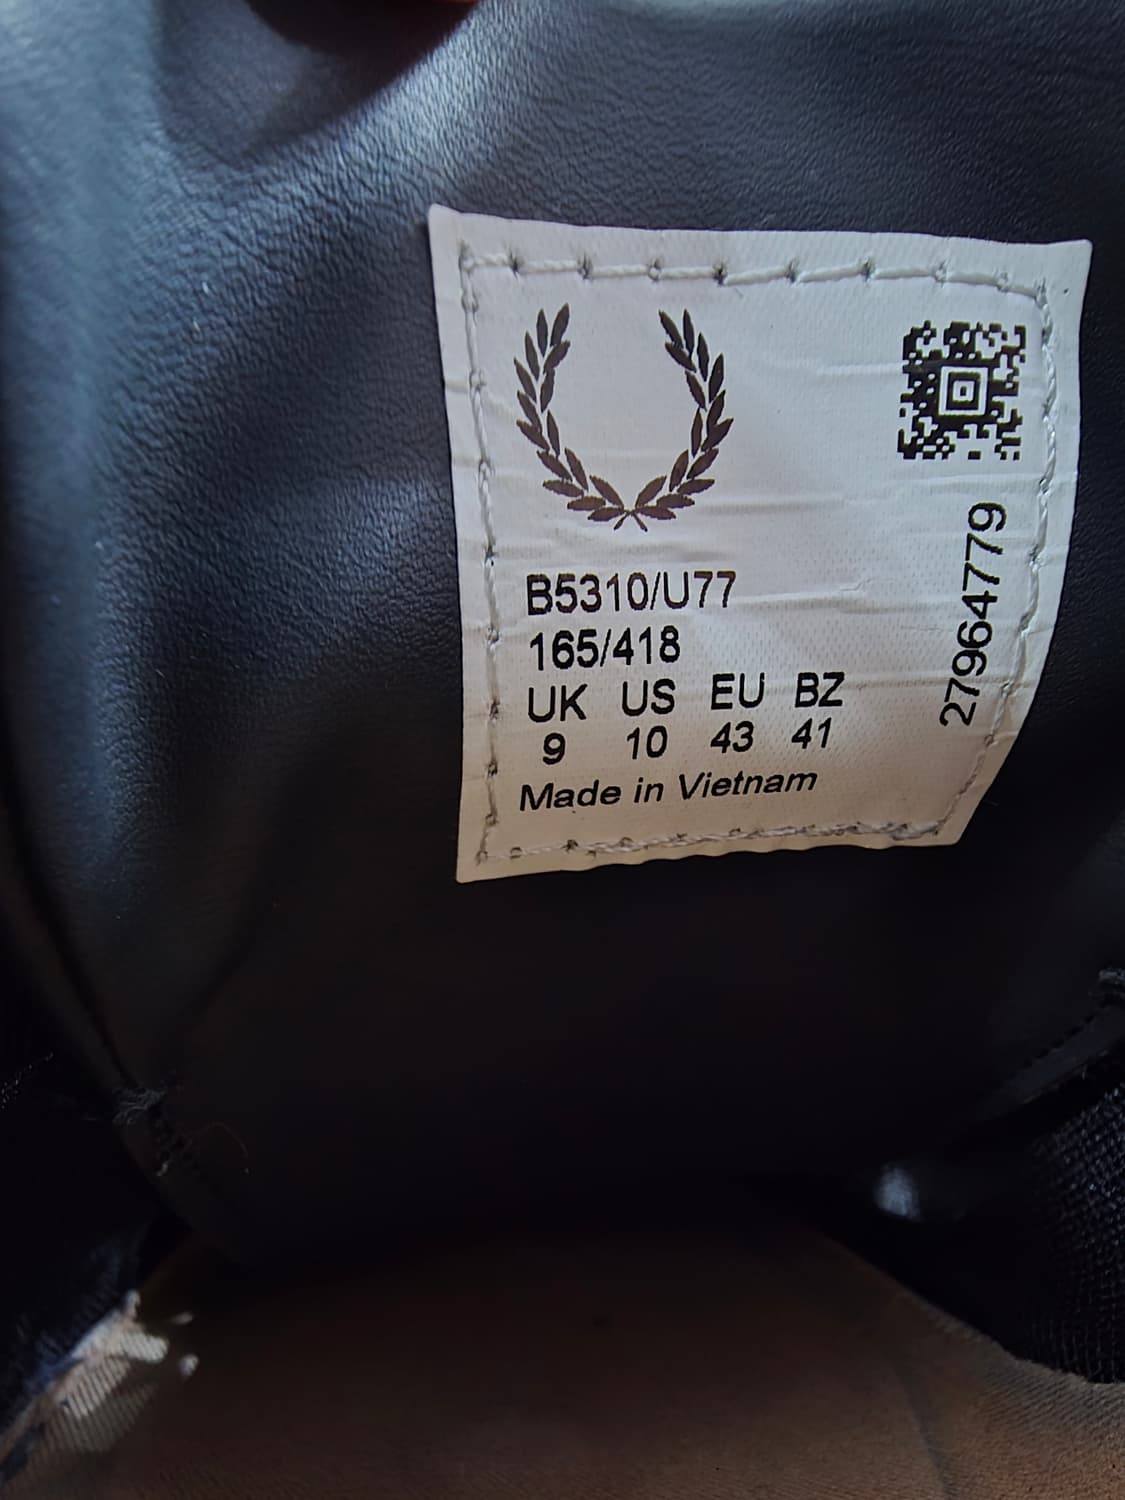 B5310/U77
165/418
UK US EU BZ
9 10 43 41
Made in Vietnam
27964779